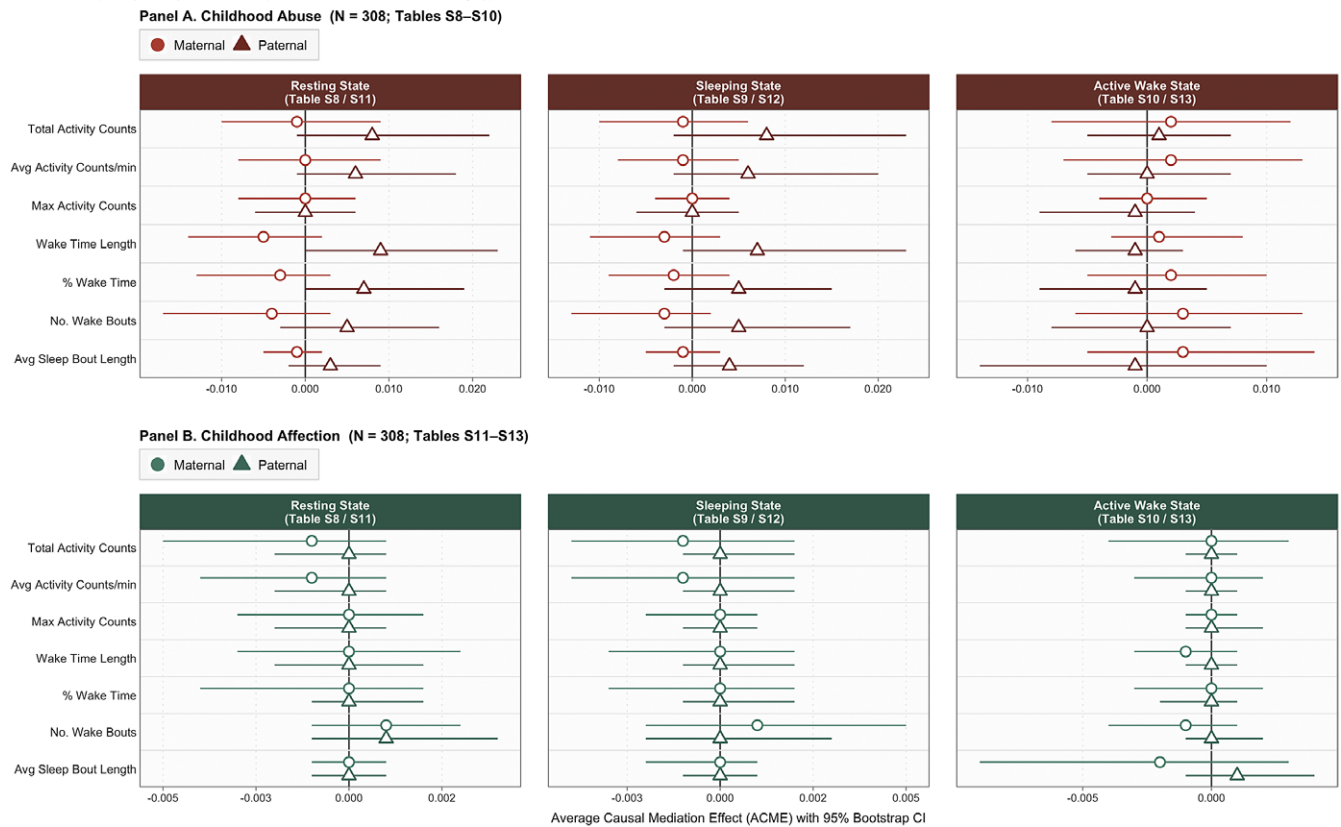 Panel A. Childhood Abuse (N = 308; Tables S8–S10)
Maternal Paternal
Resting State
(Table S8 / S11)
Sleeping State
(Table S9 / S12)
Active Wake State
(Table S10 / S13)
Total Activity Counts
Avg Activity Counts/min
Max Activity Counts
Wake Time Length
% Wake Time
No. Wake Bouts
Avg Sleep Bout Length
-0.010 0.000 0.010 0.020
-0.010 0.000 0.010 0.020
-0.010 0.000 0.010
Panel B. Childhood Affection (N = 308; Tables S11–S13)
Maternal Paternal
Resting State
(Table S8 / S11)
Sleeping State
(Table S9 / S12)
Active Wake State
(Table S10 / S13)
Total Activity Counts
Avg Activity Counts/min
Max Activity Counts
Wake Time Length
% Wake Time
No. Wake Bouts
Avg Sleep Bout Length
-0.005 -0.003 0.000 0.002
-0.003 0.000 0.002 0.005
-0.005 0.000
Average Causal Mediation Effect (ACME) with 95% Bootstrap CI